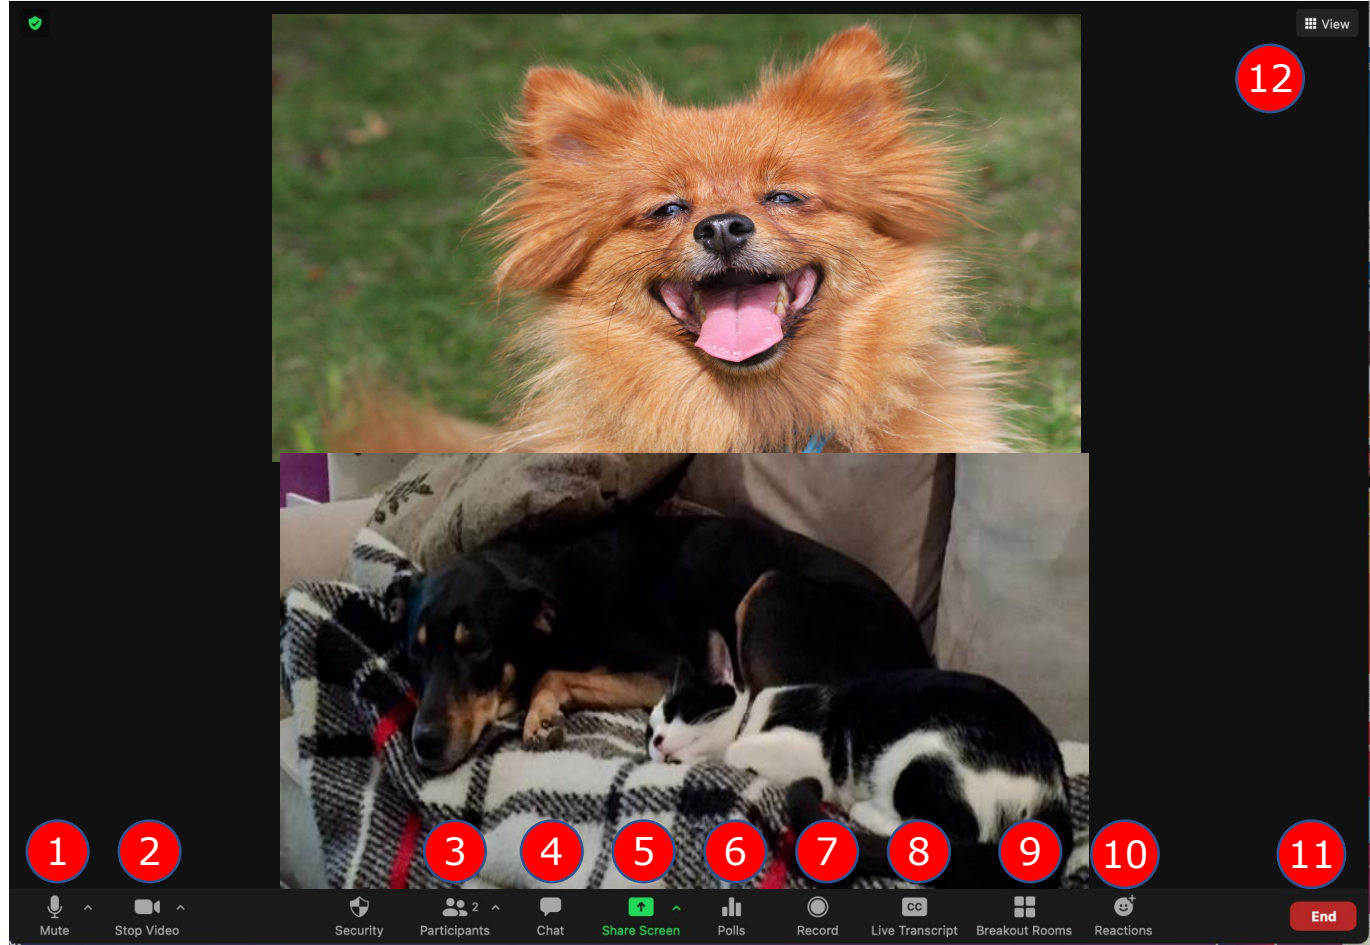 View
12
1 2 3 4 5 6 7 8 9 10 11
2 CC
Mute Stop Video Security Participants Chat Share Screen Polls Record Live Transcript Breakout Rooms Reactions End